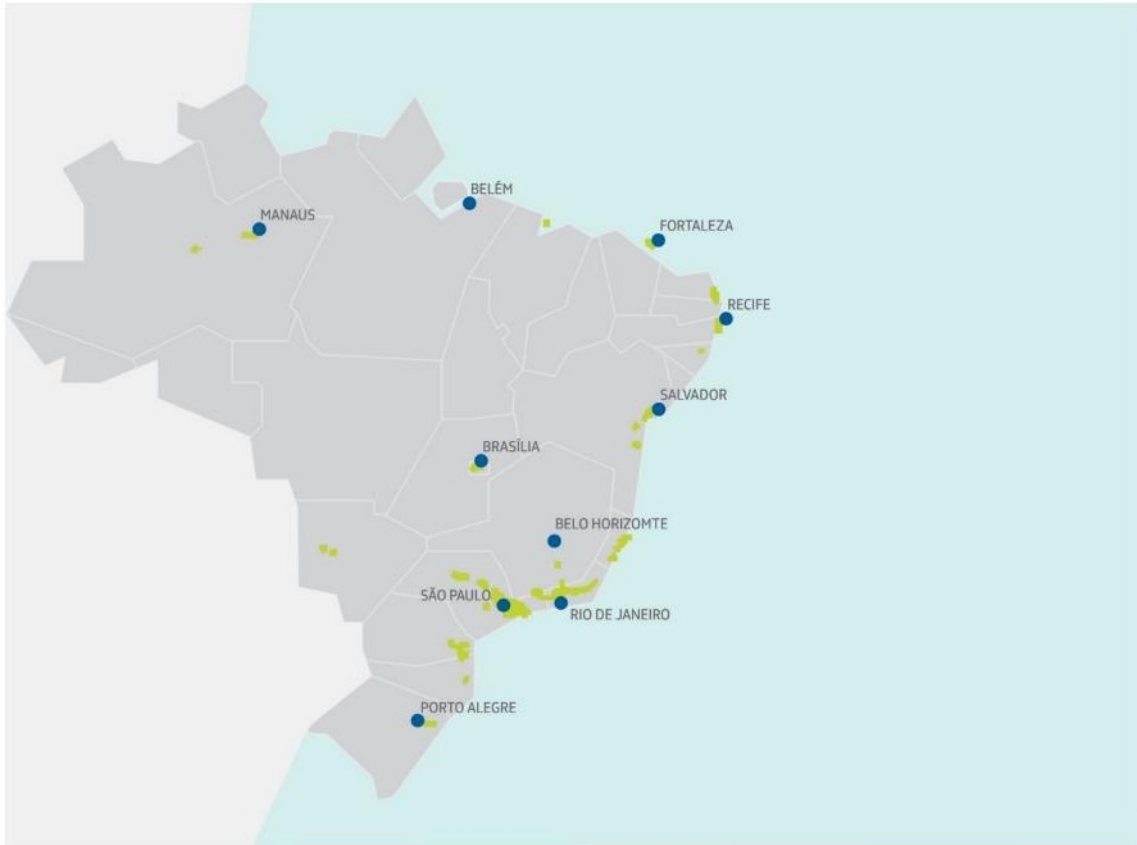 BELÉM
MANAUS
FORTALEZA
RECIFE
SALVADOR
BRASÍLIA
BELO HORIZOMTE
SÃO PAULO
RIO DE JANEIRO
PORTO ALEGRE